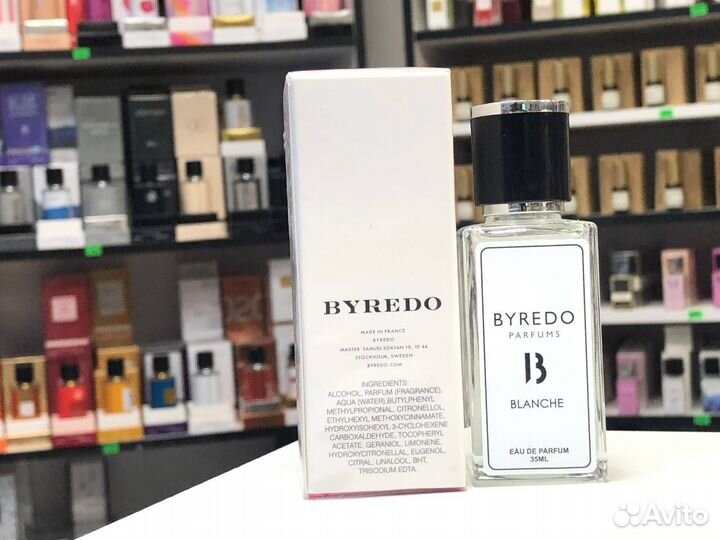 BYREDO
MADE IN FRANCE
BYREDO
MASTER SAMUELSGATAN 10, 111 44
STOCKHOLM, SWEDEN
BYREDO.COM
INGREDIENTS:
ALCOHOL, PARFUM (FRAGRANCE),
AQUA (WATER),BUTYLPHENYL
METHYLPROPIONAL, CITRONELLOL,
ETHYLHEXYL METHOXYCINNAMATE,
HYDROXYISOHEXYL 3-CYCLOHEXENE
CARBOXALDEHYDE, TOCOPHERYL
ACETATE, GERANIOL, LIMONENE,
HYDROXYCITRONELLAL, EUGENOL,
CITRAL, LINALOOL, BHT,
TRISODIUM EDTA.
BYREDO
PARFUMS
B
BLANCHE
EAU DE PARFUM
35ML
Avito